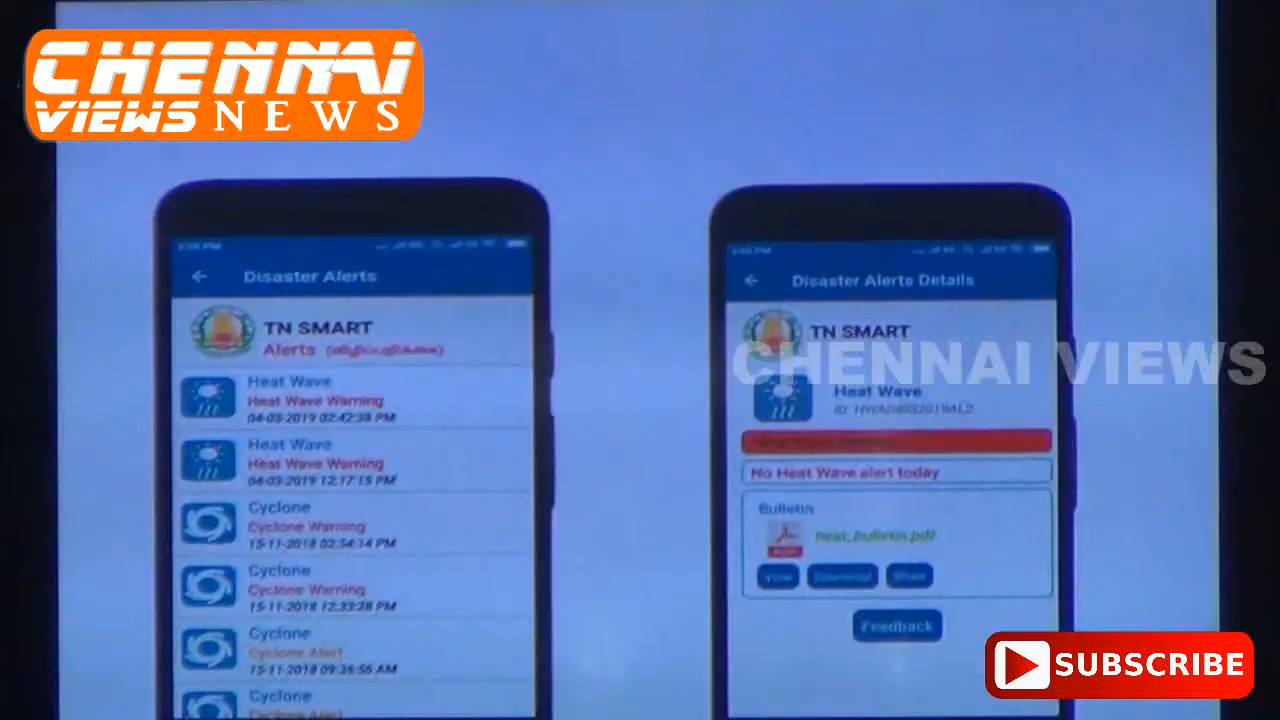 CHENNAI
VIEWS NEWS
Disaster Alerts
TN SMART
Alerts (விழிப்பறிக்கை)
Heat Wave
Heat Wave Warning
04-03-2019 02:42:38 PM
Heat Wave
Heat Wave Warning
04-03-2019 12:17:15 PM
Cyclone
Cyclone Warning
15-11-2018 02:54:14 PM
Cyclone
Cyclone Warning
15-11-2018 12:33:28 PM
Cyclone
Cyclone Alert
15-11-2018 09:36:55 AM
Cyclone
Cyclone Alert
Disaster Alerts Details
TN SMART
CHENNAI VIEWS
Heat Wave
No Heat Wave alert today
Bulletin
heat_bulletin.pdf
View Download Share
Feedback
SUBSCRIBE